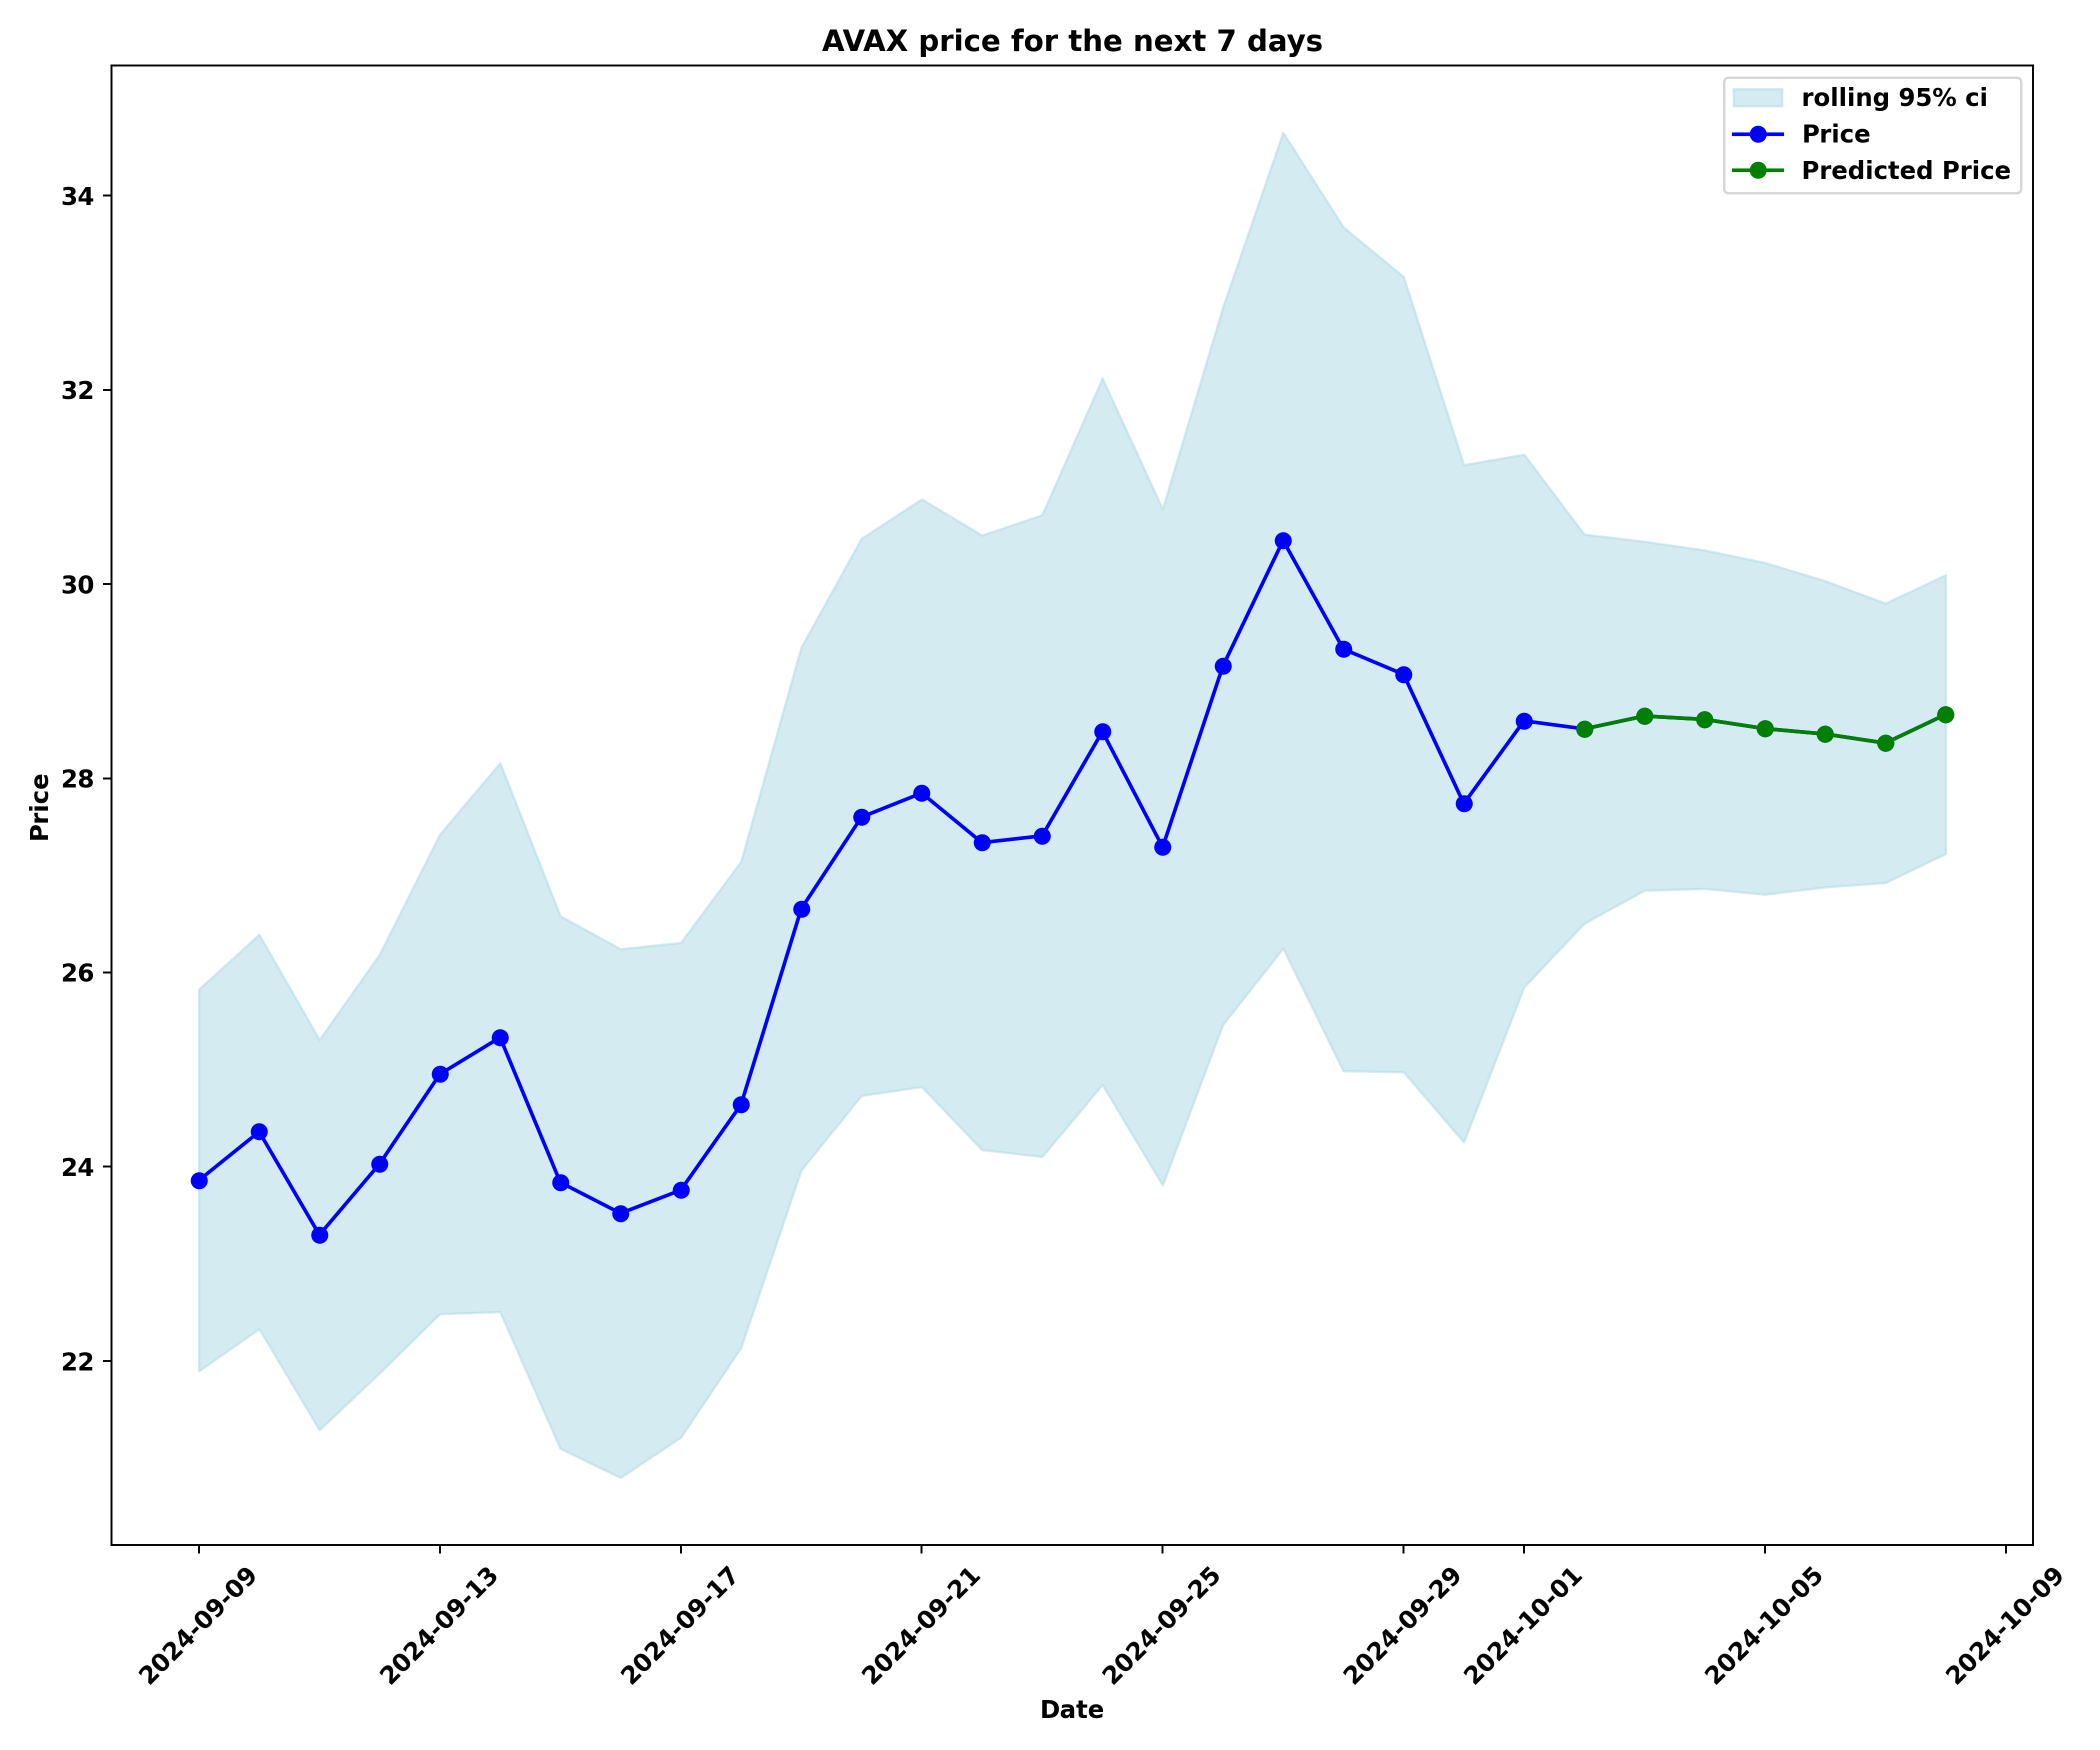 AVAX price for the next 7 days
rolling 95% ci
Price
Predicted Price
34
32
30
28
26
24
22
Price
2024-09-09
2024-09-13
2024-09-17
2024-09-21
2024-09-25
2024-09-29
2024-10-01
2024-10-05
2024-10-09
Date